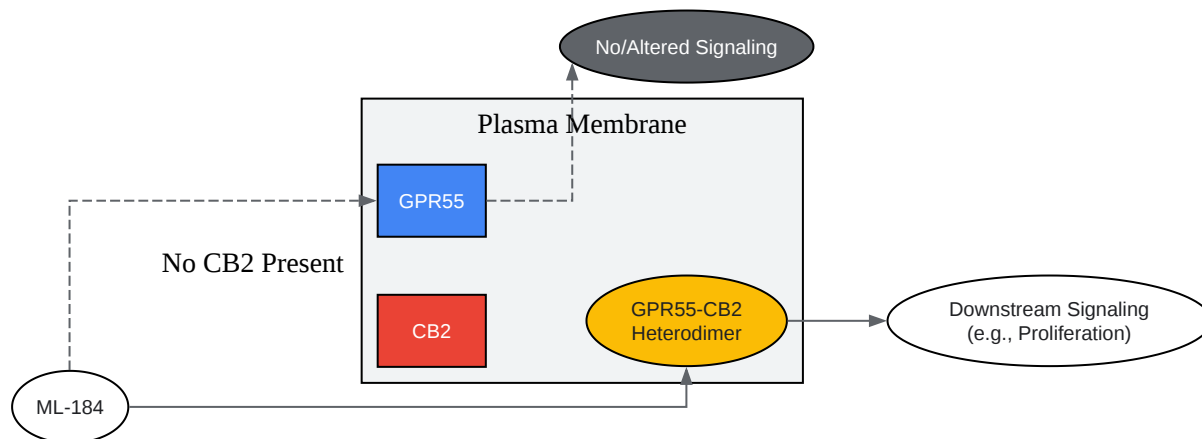 No/Altered Signaling
Plasma Membrane
GPR55
No CB2 Present
CB2
GPR55-CB2
Heterodimer
Downstream Signaling
(e.g., Proliferation)
ML-184